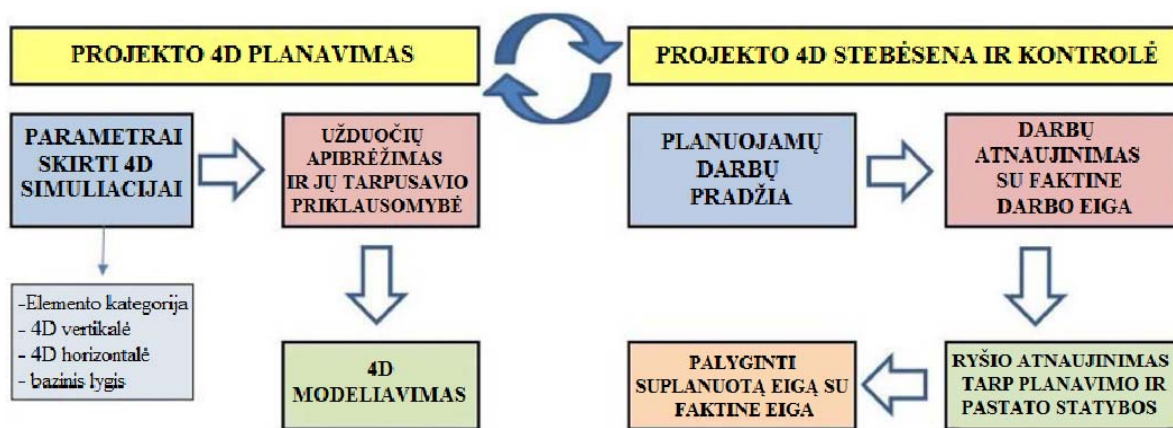 PROJEKTO 4D PLANAVIMAS
PARAMETRAI
SKIRTI 4D
SIMULIACIJAI
UŽDUOČIŲ
APIBRĖŽIMAS
IR JŲ TARPUSAVIO
PRIKLAUSOMYBĖ
-Elemento kategorija
- 4D vertikalė
- 4D horizontalė
- bazinis lygis
4D
MODELIAVIMAS
PROJEKTO 4D STEBĖSENA IR KONTROLĖ
PLANUOJAMŲ
DARBŲ
PRADŽIA
DARBŲ
ATNAUJINIMAS
SU FAKTINE
DARBO EIGA
RYŠIO ATNAUJINIMAS
TARP PLANAVIMO IR
PASTATO STATYBOS
PALYGINTI
SUPLANUOTĄ EIGĄ SU
FAKTINE EIGA